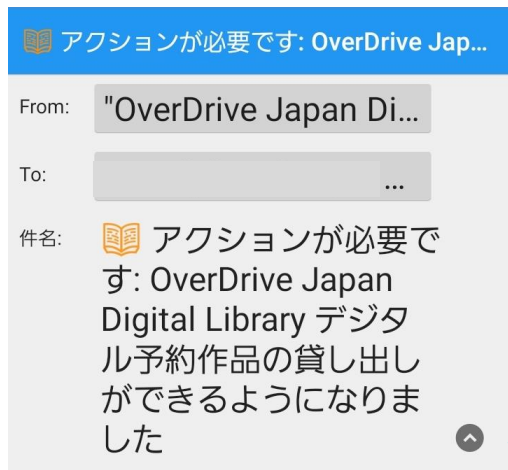 アクションが必要です: OverDrive Jap...
From: "OverDrive Japan Di...
To: ...
件名: アクションが必要で
す: OverDrive Japan
Digital Library デジタ
ル予約作品の貸し出し
ができるようになりま
した